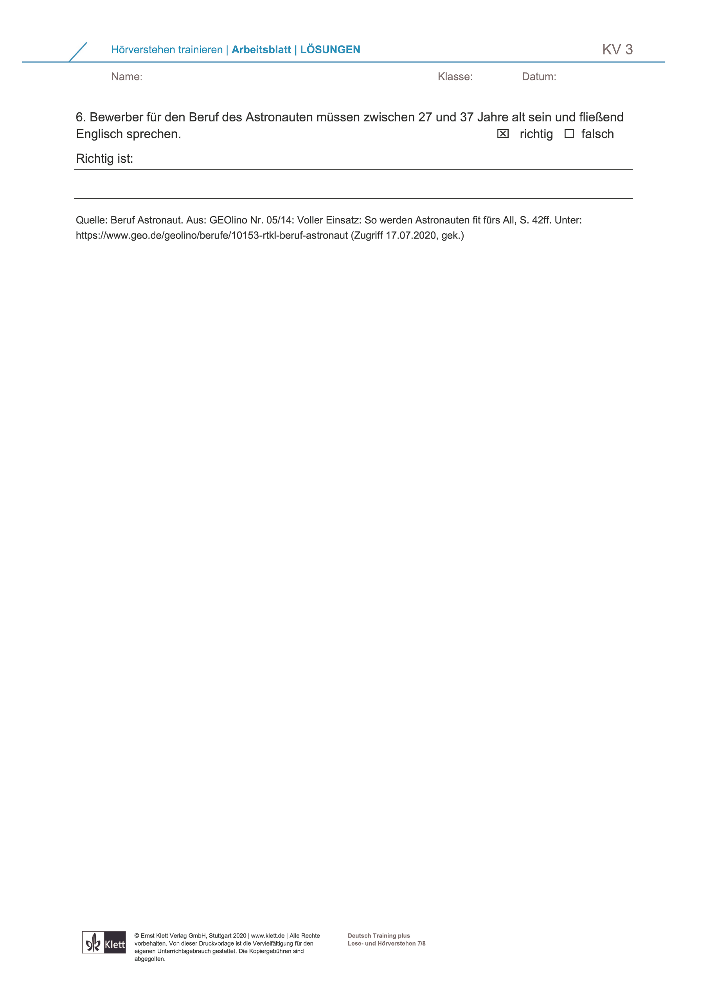 Hörverstehen trainieren | Arbeitsblatt | LÖSUNGEN
KV 3
Name:
Klasse:
Datum:
6. Bewerber für den Beruf des Astronauten müssen zwischen 27 und 37 Jahre alt sein und fließend
Englisch sprechen. ☒ richtig ☐ falsch
Richtig ist:
Quelle: Beruf Astronaut. Aus: GEOlino Nr. 05/14: Voller Einsatz: So werden Astronauten fit fürs All, S. 42ff. Unter:
https://www.geo.de/geolino/berufe/10153-rtkl-beruf-astronaut (Zugriff 17.07.2020, gek.)
Klett
© Ernst Klett Verlag GmbH, Stuttgart 2020 | www.klett.de | Alle Rechte
vorbehalten. Von dieser Druckvorlage ist die Vervielfältigung für den
eigenen Unterrichtsgebrauch gestattet. Die Kopiergebühren sind
abgegolten.
Deutsch Training plus
Lese- und Hörverstehen 7/8